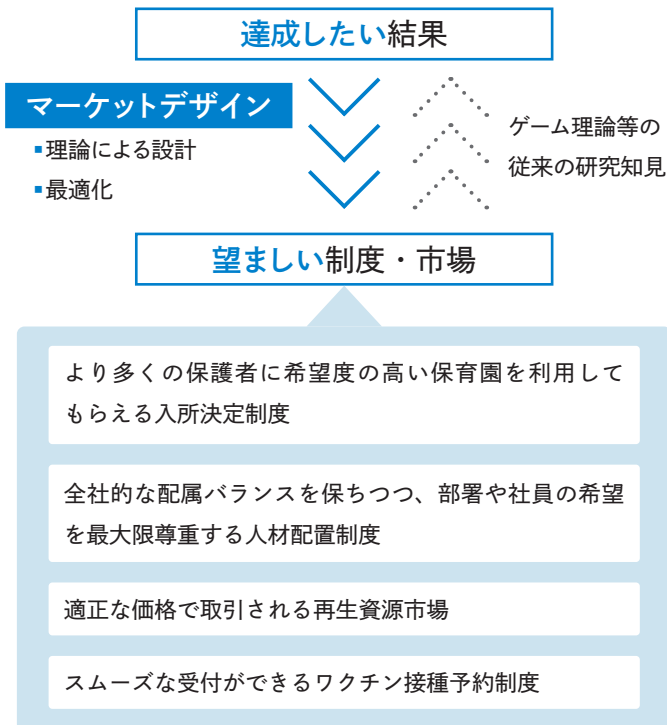 達成したい結果
マーケットデザイン
▪理論による設計
▪最適化
ゲーム理論等の
従来の研究知見
望ましい制度・市場
より多くの保護者に希望度の高い保育園を利用して
もらえる入所決定制度
全社的な配属バランスを保ちつつ、部署や社員の希望
を最大限尊重する人材配置制度
適正な価格で取引される再生資源市場
スムーズな受付ができるワクチン接種予約制度